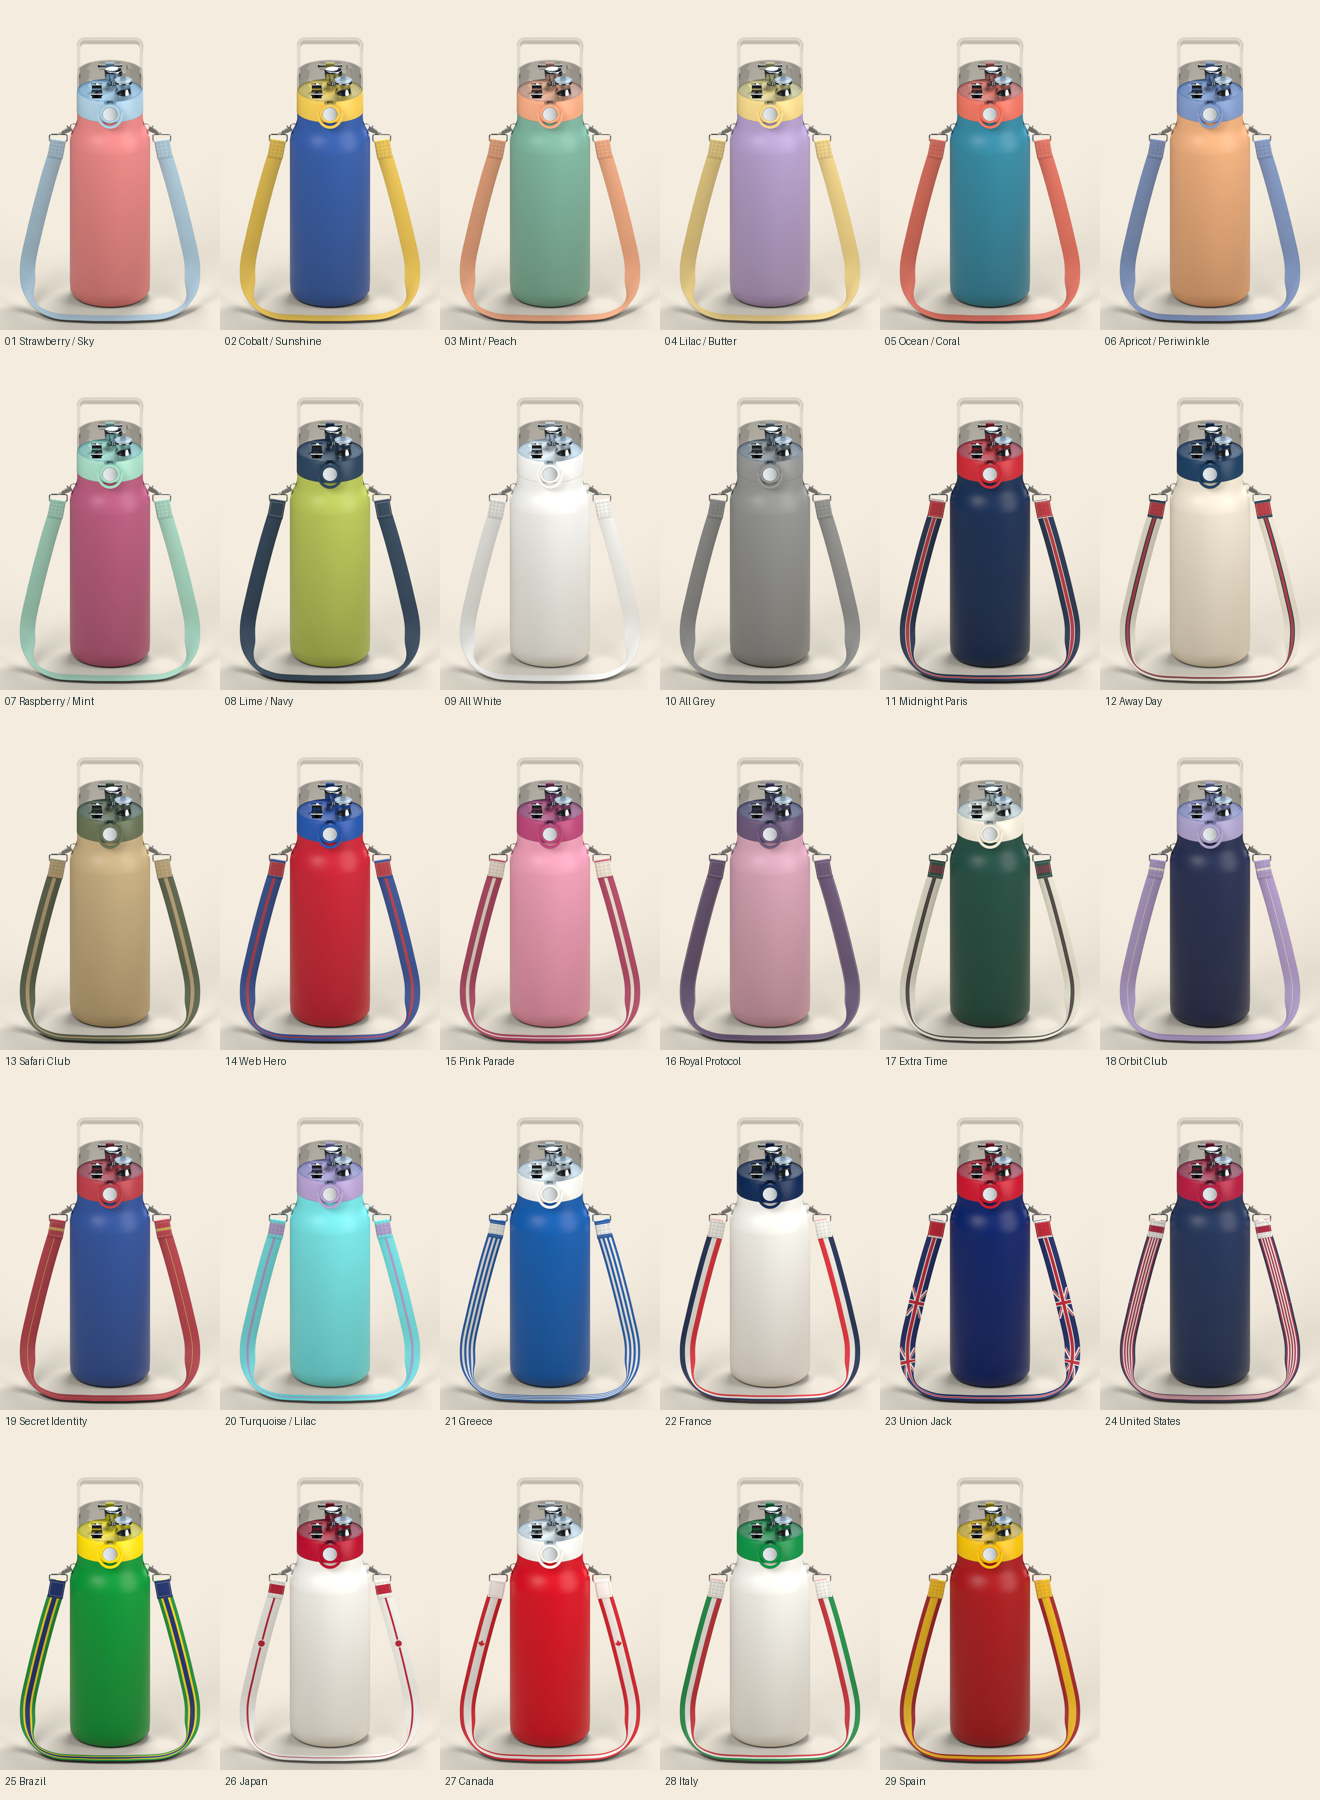 01 Strawberry / Sky
02 Cobalt / Sunshine
03 Mint / Peach
04 Lilac / Butter
05 Ocean / Coral
06 Apricot / Periwinkle
07 Raspberry / Mint
08 Lime / Navy
09 All White
10 All Grey
11 Midnight Paris
12 Away Day
13 Safari Club
14 Web Hero
15 Pink Parade
16 Royal Protocol
17 Extra Time
18 Orbit Club
19 Secret Identity
20 Turquoise / Lilac
21 Greece
22 France
23 Union Jack
24 United States
25 Brazil
26 Japan
27 Canada
28 Italy
29 Spain